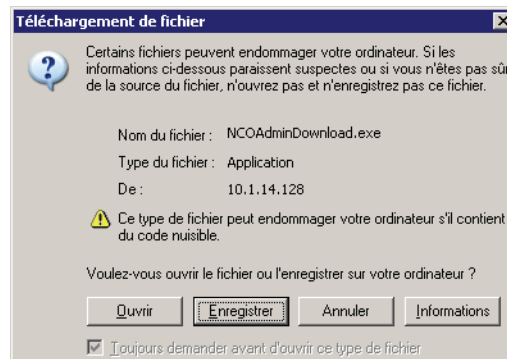 Téléchargement de fichier
Certains fichiers peuvent endommager votre ordinateur. Si les
informations ci-dessous paraissent suspectes ou si vous n'êtes pas sûr
de la source du fichier, n'ouvrez pas et n'enregistrez pas ce fichier.
Nom du fichier : NCOAdminDownload.exe
Type du fichier : Application
De : 10.1.14.128
Ce type de fichier peut endommager votre ordinateur s'il contient
du code nuisible.
Voulez-vous ouvrir le fichier ou l'enregistrer sur votre ordinateur ?
Ouvrir Enregistrer Annuler Informations
Toujours demander avant d'ouvrir ce type de fichier